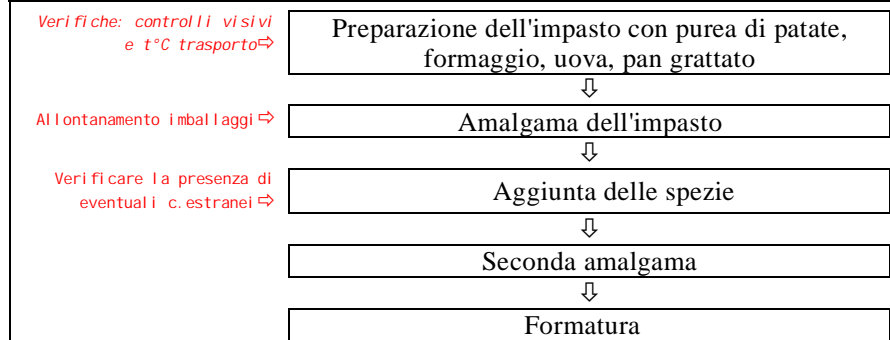 Verifiche: controlli visivi
e t°C trasporto⇨
Preparazione dell'impasto con purea di patate,
formaggio, uova, pan grattato
⇩
Allontanamento imballaggi⇨
Amalgama dell'impasto
⇩
Verificare la presenza di
eventuali c.estranei⇨
Aggiunta delle spezie
⇩
Seconda amalgama
⇩
Formatura